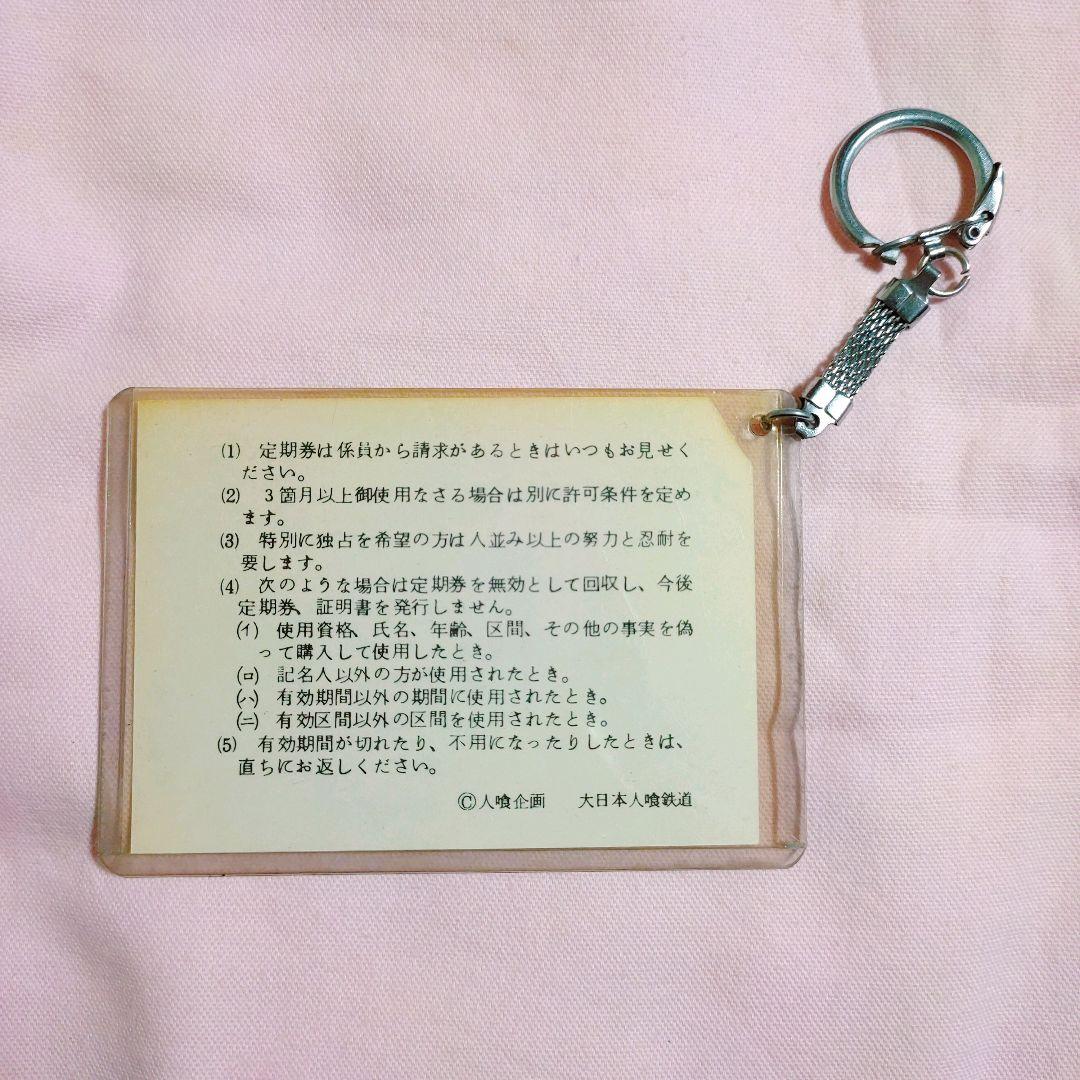 (1) 定期券は係員から請求があるときはいつもお見せく
ださい。
(2) 3箇月以上御使用なさる場合は別に許可条件を定め
ます。
(3) 特別に独占を希望の方は人並み以上の努力と忍耐を
要します。
(4) 次のような場合は定期券を無効として回収し、今後
定期券、証明書を発行しません。
(イ) 使用資格、氏名、年齢、区間、その他の事実を偽
って購入して使用したとき。
(ロ) 記名人以外の方が使用されたとき。
(ハ) 有効期間以外の期間に使用されたとき。
(ニ) 有効区間以外の区間を使用されたとき。
(5) 有効期間が切れたり、不用になったりしたときは、
直ちにお返しください。
Ⓒ人喰企画 大日本人喰鉄道